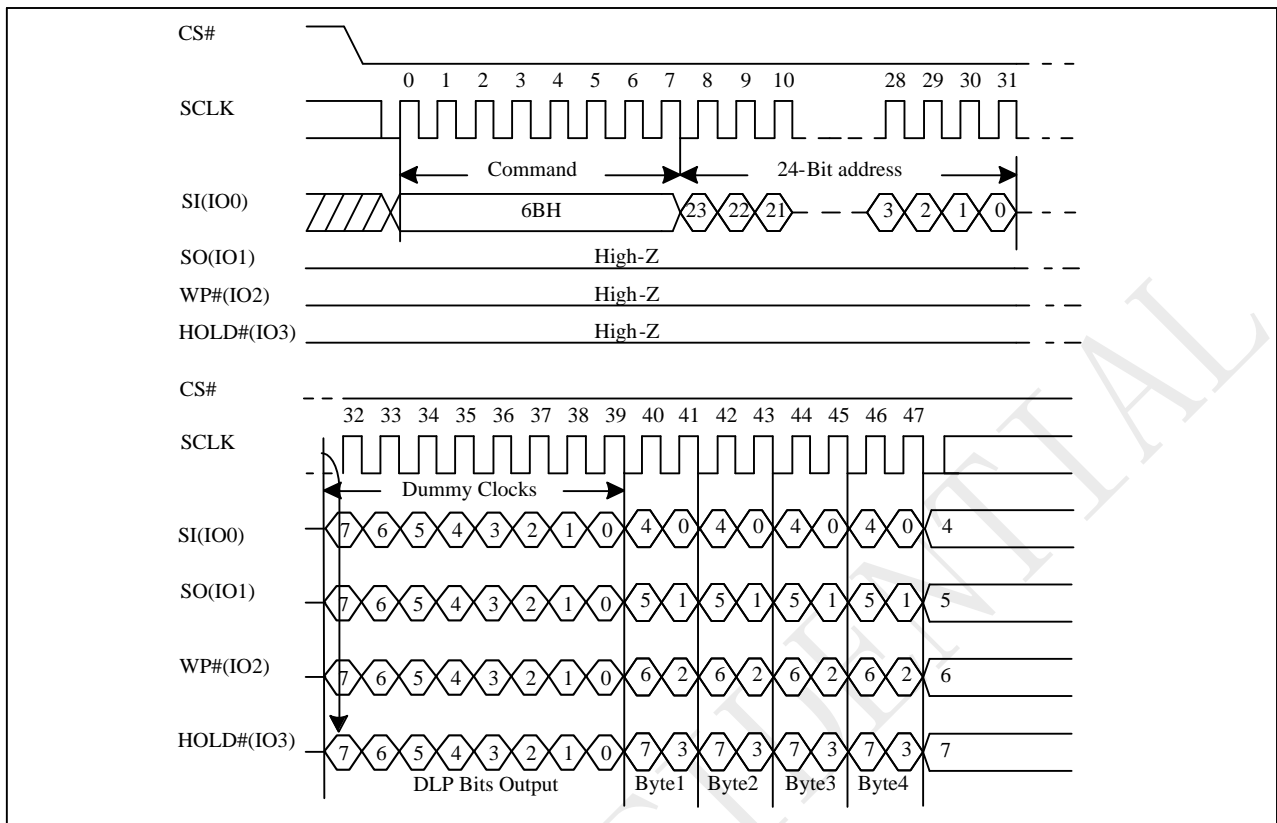 CS#
0 1 2 3 4 5 6 7 8 9 10 28 29 30 31
SCLK
Command 24-Bit address
SI(IO0) 6BH 23 22 21 3 2 1 0
SO(IO1) High-Z
WP#(IO2) High-Z
HOLD#(IO3) High-Z
CS#
32 33 34 35 36 37 38 39 40 41 42 43 44 45 46 47
SCLK
Dummy Clocks
SI(IO0) 7 6 5 4 3 2 1 0 4 0 4 0 4 0 4 0 4
SO(IO1) 7 6 5 4 3 2 1 0 5 1 5 1 5 1 5 1 5
WP#(IO2) 7 6 5 4 3 2 1 0 6 2 6 2 6 2 6 2 6
HOLD#(IO3) 7 6 5 4 3 2 1 0 7 3 7 3 7 3 7 3 7
DLP Bits Output Byte1 Byte2 Byte3 Byte4
IDENTIAL